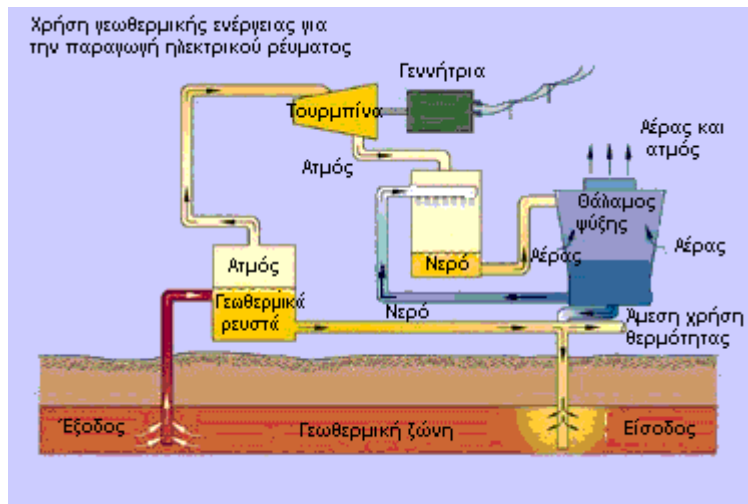 Χρήση γεωθερμικής ενέργειας για
την παραγωγή ηλεκτρικού ρέυματος
Γεννήτρια
Τουρμπίνα
Αέρας και
ατμός
Ατμός
Θάλαμος
ψύξης
Αέρας
Αέρας
Νερό
Ατμός
Γεωθερμικά
ρευστά
Νερό
Άμεση χρήση
θερμότητας
Έξοδος
Γεωθερμική ζώνη
Είσοδος